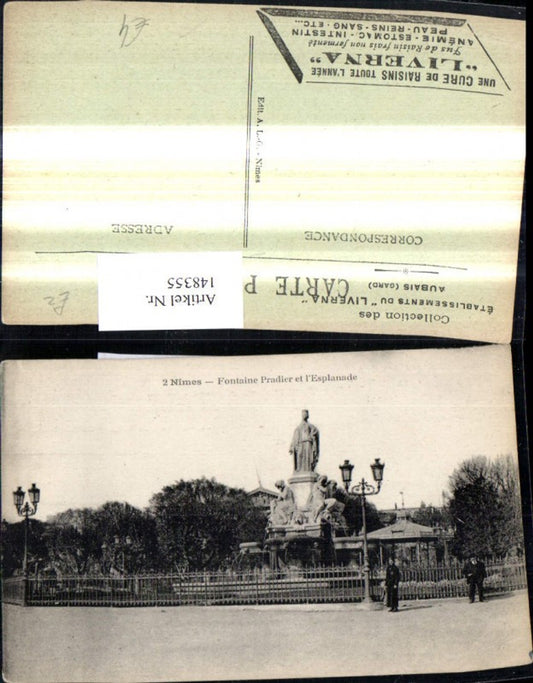 Collection des
ÉTABLISSEMENTS DU "LIVERNA"
AUBAIS (GARD)
CARTE P
Artikel Nr.
148355
CORRESPONDANCE
ADRESSE
Edit. A. L.-G. - Nîmes
UNE CURE DE RAISINS TOUTE L'ANNÉE
"LIVERNA"
Jus de Raisin frais non fermenté
ANÉMIE - ESTOMAC - INTESTIN
PEAU - REINS - SANG - ETC...
2 Nîmes — Fontaine Pradier et l'Esplanade